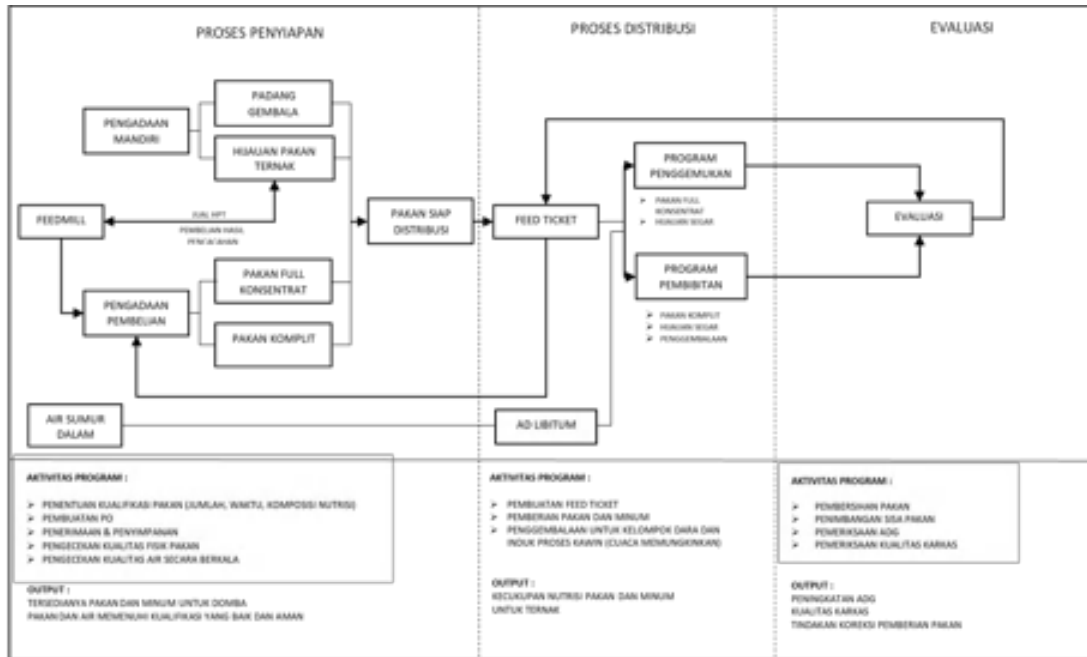 PROSES PENYIAPAN
PROSES DISTRIBUSI
EVALUASI
PENGADAAN
MANDIRI
PADANG
GEMBALA
HIJAUAN PAKAN
TERNAK
FEEDMILL
JUAL HPT
PEMBELIAN HASIL
PENCACAHAN
PENGADAAN
PEMBELIAN
PAKAN FULL
KONSENTRAT
PAKAN KOMPLIT
PAKAN SIAP
DISTRIBUSI
AIR SUMUR
DALAM
FEED TICKET
AD LIBITUM
PROGRAM
PENGGEMUKAN
➢ PAKAN FULL
KONSENTRAT
➢ HIJAUAN SEGAR
PROGRAM
PEMBIBITAN
➢ PAKAN KOMPLIT
➢ HIJAUAN SEGAR
➢ PENGGEMBALAAN
EVALUASI
AKTIVITAS PROGRAM :
➢ PENENTUAN KUALIFIKASI PAKAN (JUMLAH, WAKTU, KOMPOSISI NUTRISI)
➢ PEMBUATAN PO
➢ PENERIMAAN & PENYIMPANAN
➢ PENGECEKAN KUALITAS FISIK PAKAN
➢ PENGECEKAN KUALITAS AIR SECARA BERKALA
OUTPUT :
TERSEDIANYA PAKAN DAN MINUM UNTUK DOMBA
PAKAN DAN AIR MEMENUHI KUALIFIKASI YANG BAIK DAN AMAN
AKTIVITAS PROGRAM :
➢ PEMBUATAN FEED TICKET
➢ PEMBERIAN PAKAN DAN MINUM
➢ PENGGEMBALAAN UNTUK KELOMPOK DARA DAN
INDUK PROSES KAWIN (CUACA MEMUNGKINKAN)
OUTPUT :
KECUKUPAN NUTRISI PAKAN DAN MINUM
UNTUK TERNAK
AKTIVITAS PROGRAM :
➢ PEMBERSIHAN PAKAN
➢ PENIMBANGAN SISA PAKAN
➢ PEMERIKSAAN ADG
➢ PEMERIKSAAN KUALITAS KARKAS
OUTPUT :
PENINGKATAN ADG
KUALITAS KARKAS
TINDAKAN KOREKSI PEMBERIAN PAKAN